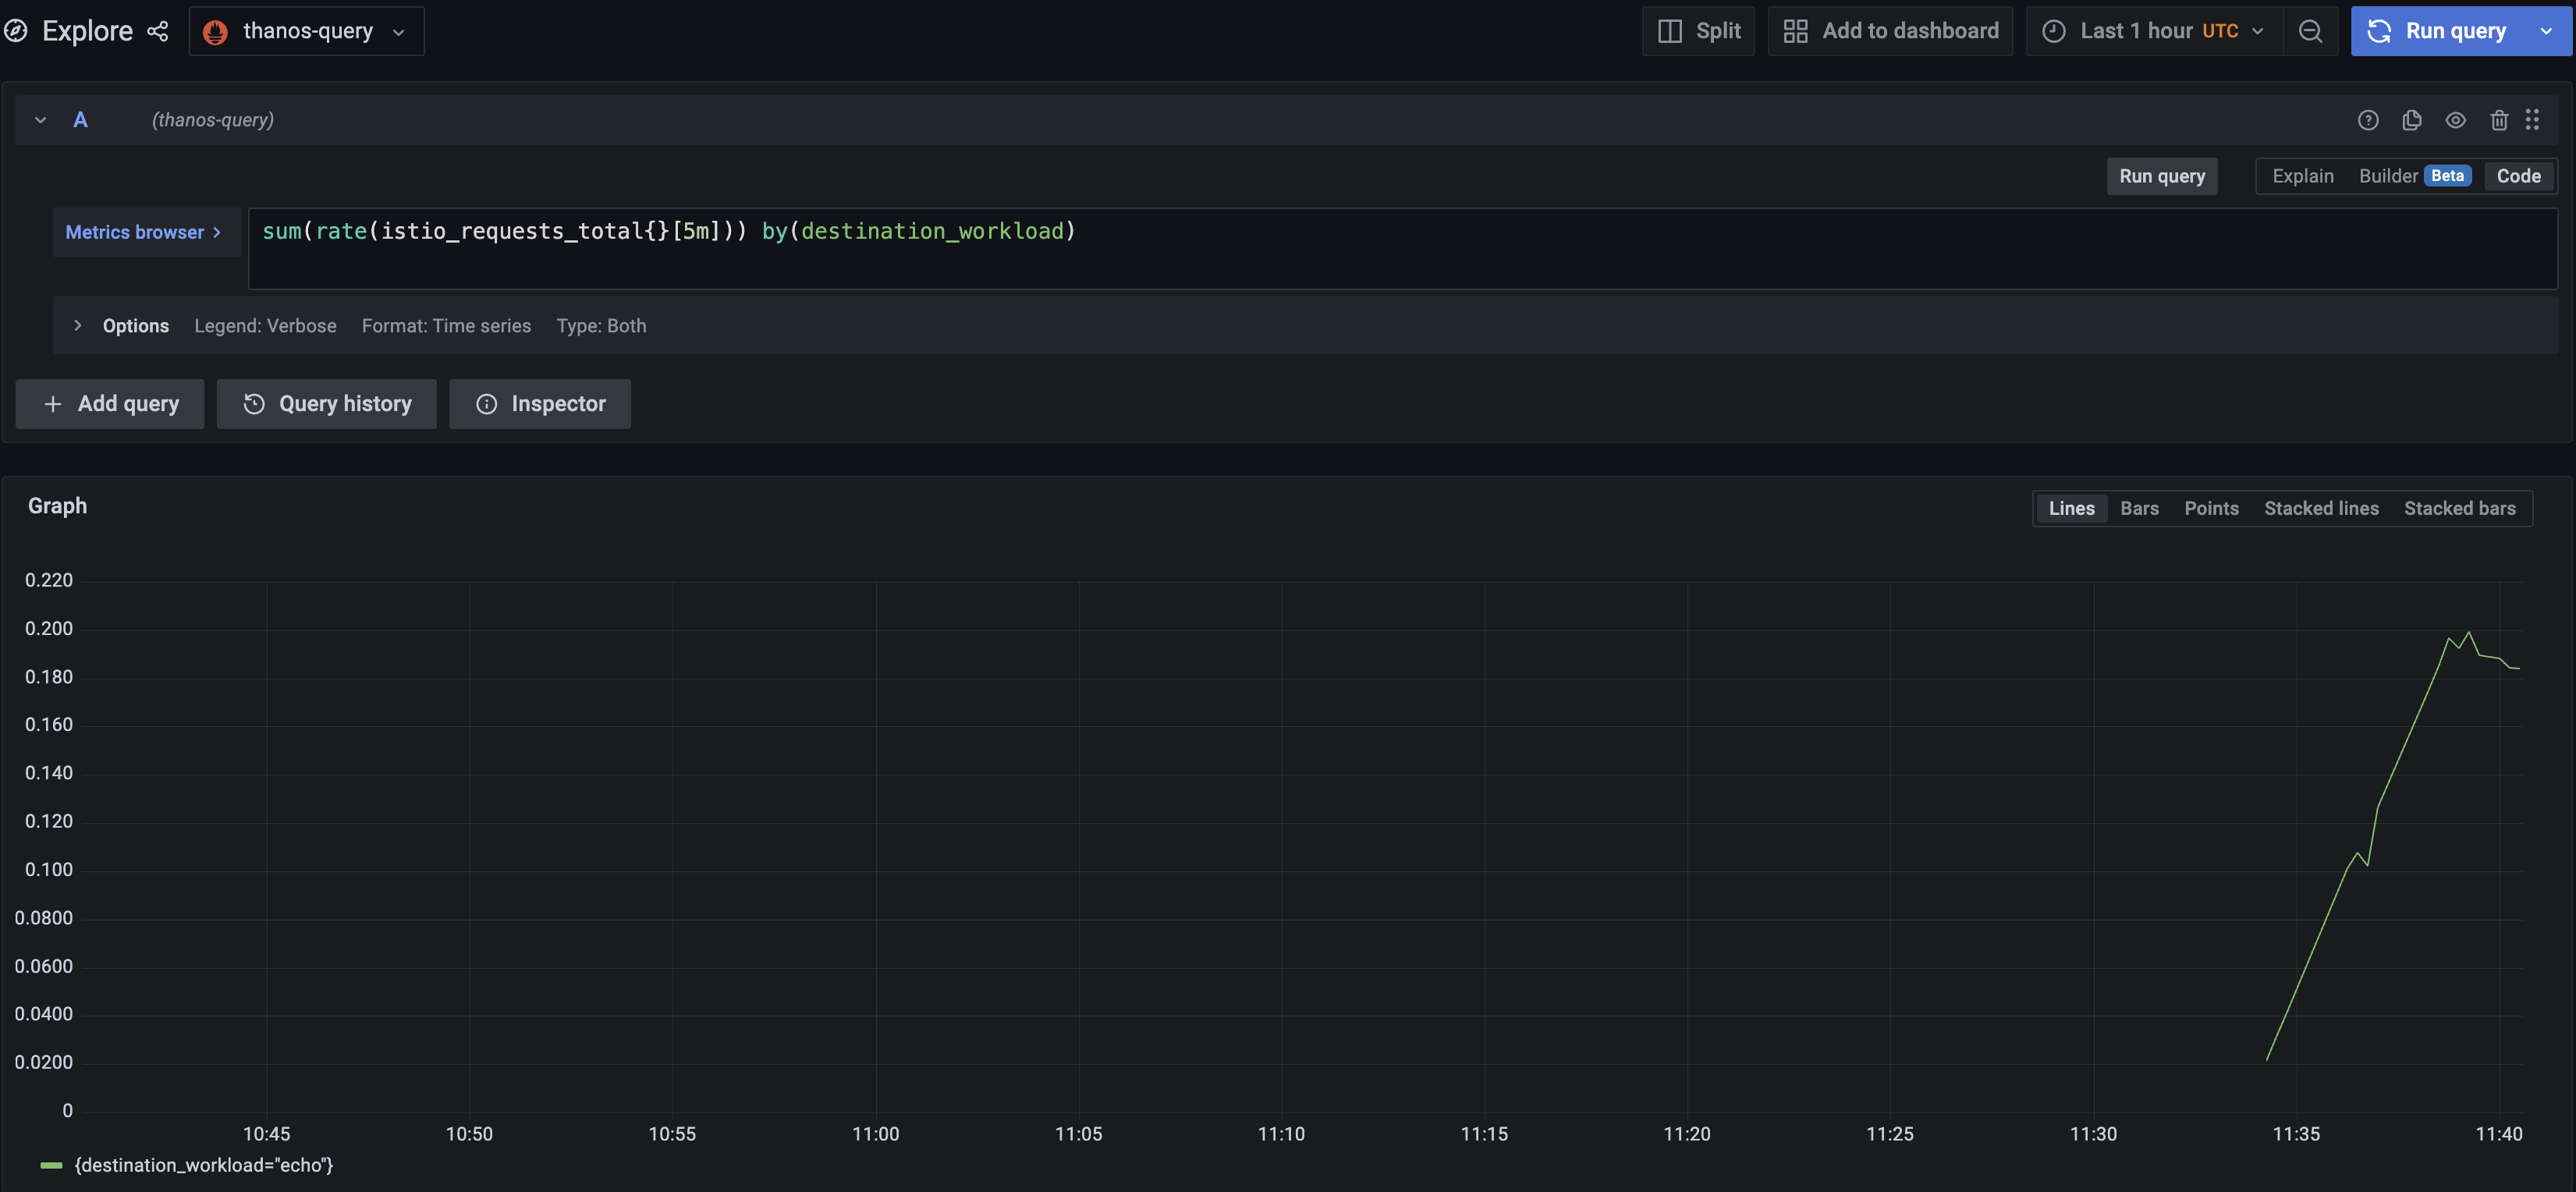 Explore thanos-query Split Add to dashboard Last 1 hour UTC Run query
A (thanos-query)
Run query Explain Builder Beta Code
Metrics browser > sum(rate(istio_requests_total{}[5m])) by(destination_workload)
> Options Legend: Verbose Format: Time series Type: Both
+ Add query Query history Inspector
Graph
Lines Bars Points Stacked lines Stacked bars
0.220
0.200
0.180
0.160
0.140
0.120
0.100
0.0800
0.0600
0.0400
0.0200
0
10:45 10:50 10:55 11:00 11:05 11:10 11:15 11:20 11:25 11:30 11:35 11:40
{destination_workload="echo"}